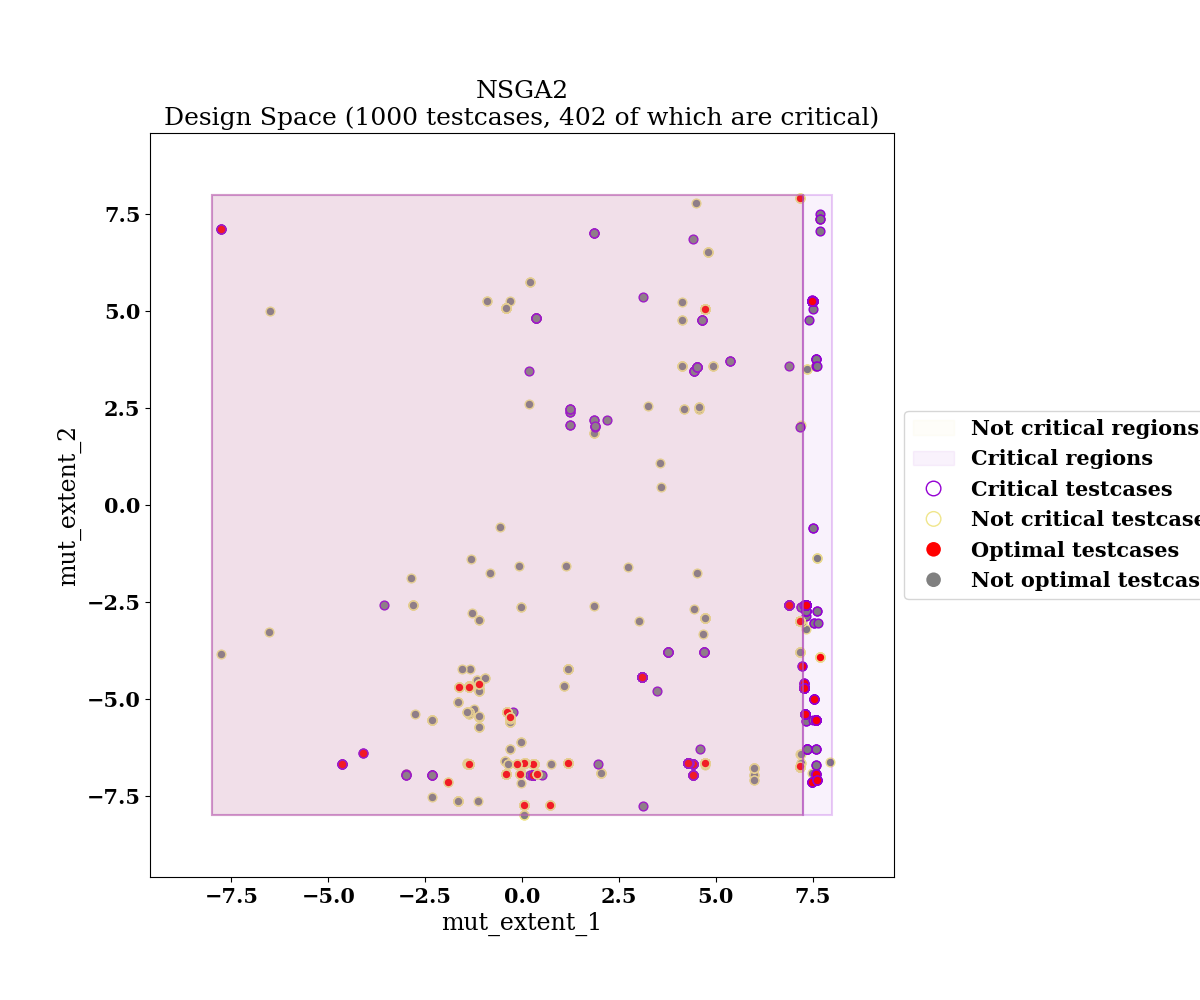 NSGA2
Design Space (1000 testcases, 402 of which are critical)
7.5
5.0
2.5
0.0
−2.5
−5.0
−7.5
mut_extent_2
−7.5
−5.0
−2.5
0.0
2.5
5.0
7.5
mut_extent_1
Not critical regions
Critical regions
Critical testcases
Not critical testcase
Optimal testcases
Not optimal testcas